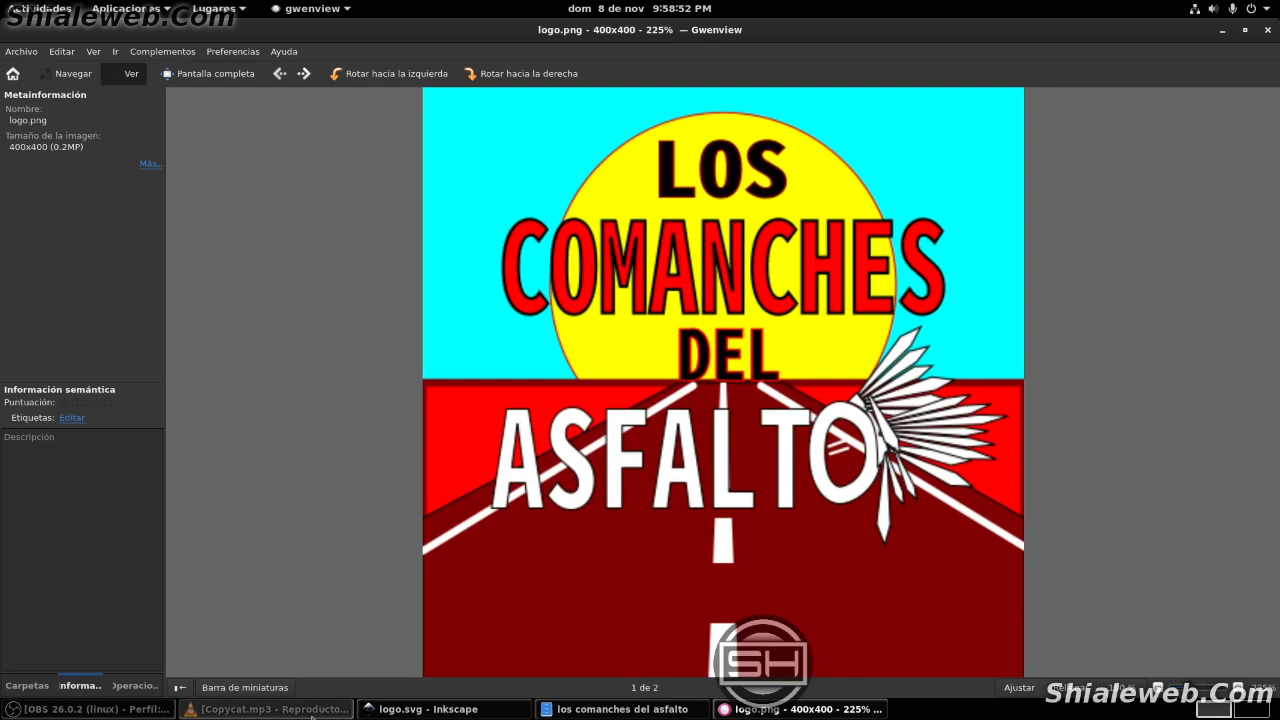 Actividades
Aplicaciones
Lugares
gwenview
dom 8 de nov 9:58:52 PM
Shialeweb.Com
logo.png - 400x400 - 225% — Gwenview
Archivo Editar Ver Ir Complementos Preferencias Ayuda
Navegar Ver Pantalla completa Rotar hacia la izquierda Rotar hacia la derecha
Metainformación
Nombre:
logo.png
Tamaño de la imagen:
400x400 (0.2MP)
Más...
LOS
COMANCHES
DEL
ASFALTO
Información semántica
Puntuación:
Etiquetas: Editar
Descripción
SH
Carpetas Informa... Operacio...
Barra de miniaturas
1 de 2
Ajustar
Shialeweb.Com
[OBS 26.0.2 (linux) - Perfil:... [Copycat.mp3 - Reproducto... logo.svg - Inkscape los comanches del asfalto logo.png - 400x400 - 225% ...